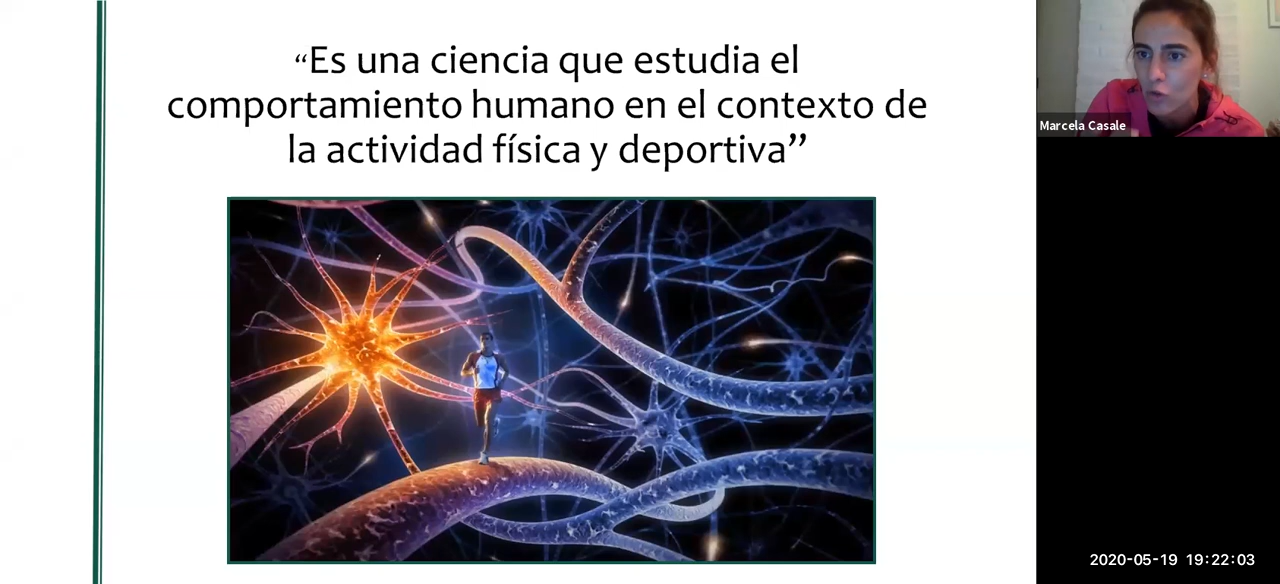 “Es una ciencia que estudia el
comportamiento humano en el contexto de
la actividad física y deportiva”
Marcela Casale
2020-05-19 19:22:03